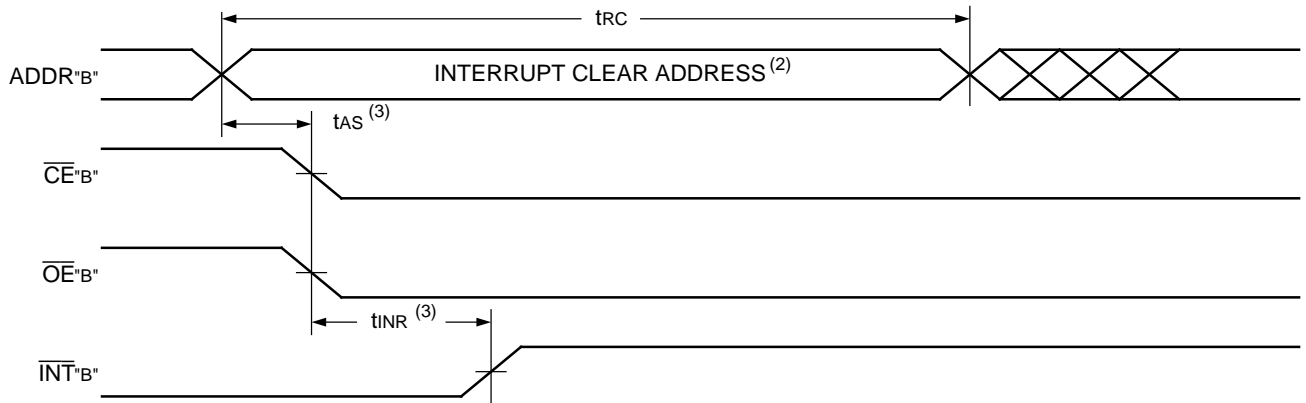 tRC
ADDR"B"
INTERRUPT CLEAR ADDRESS(2)
tAS(3)
CE"B"
OE"B"
tINR(3)
INT"B"